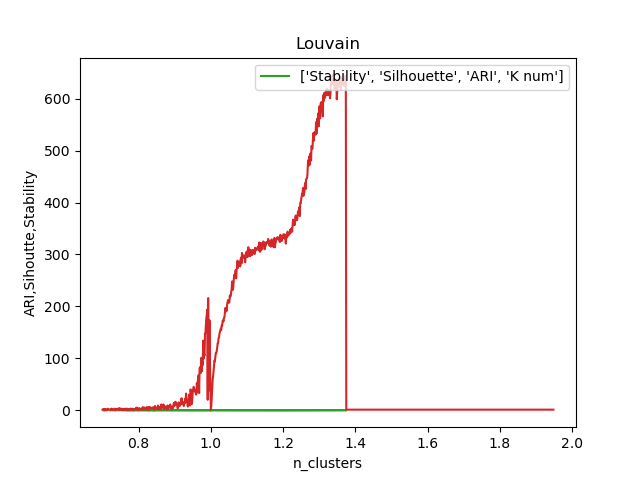 Louvain
['Stability', 'Silhouette', 'ARI', 'K num']
600
500
400
300
200
100
0
ARI,Sihoutte,Stability
0.8 1.0 1.2 1.4 1.6 1.8 2.0
n_clusters